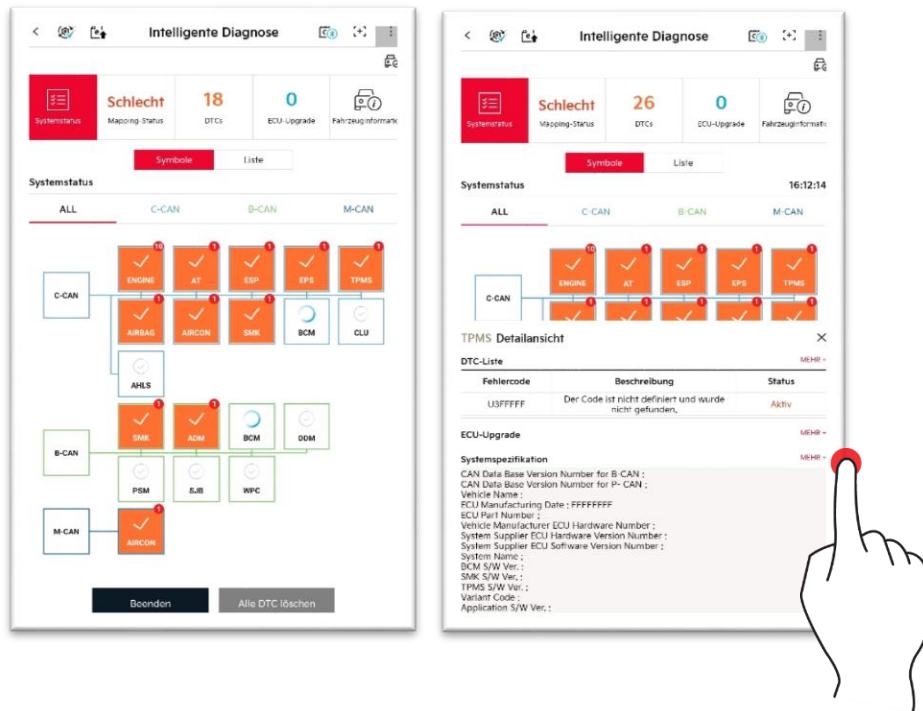 Intelligente Diagnose
Systemstatus
Schlecht
Mapping-Status
18
DTCs
0
ECU-Upgrade
Fahrzeuginformatic
Symbole
Liste
Systemstatus
ALL
C-CAN
B-CAN
M-CAN
C-CAN
10
ENGINE
1
AT
1
ESP
1
EPS
1
TPMS
1
AIRBAG
1
AIRCON
1
SMK
BCM
CLU
AHLS
B-CAN
1
SMK
1
ADM
BCM
DDM
PSM
SJB
WPC
M-CAN
1
AIRCON
Beenden
Alle DTC löschen
Intelligente Diagnose
Systemstatus
Schlecht
Mapping-Status
26
DTCs
0
ECU-Upgrade
Fahrzeuginformatic
Symbole
Liste
Systemstatus
16:12:14
ALL
C-CAN
B-CAN
M-CAN
C-CAN
10
ENGINE
1
AT
1
ESP
1
EPS
1
TPMS
1
1
1
TPMS Detailansicht
DTC-Liste
MEHR
Fehlercode
Beschreibung
Status
U3FFFFF
Der Code ist nicht definiert und wurde
nicht gefunden.
Aktiv
ECU-Upgrade
MEHR
Systemspezifikation
MEHR
CAN Data Base Version Number for B-CAN :
CAN Data Base Version Number for P- CAN :
Vehicle Name :
ECU Manufacturing Date : FFFFFFFF
ECU Part Number :
Vehicle Manufacturer ECU Hardware Number :
System Supplier ECU Hardware Version Number :
System Supplier ECU Software Version Number :
System Name :
BCM S/W Ver. :
SMK S/W Ver. :
TPMS S/W Ver. :
Variant Code :
Application S/W Ver. :